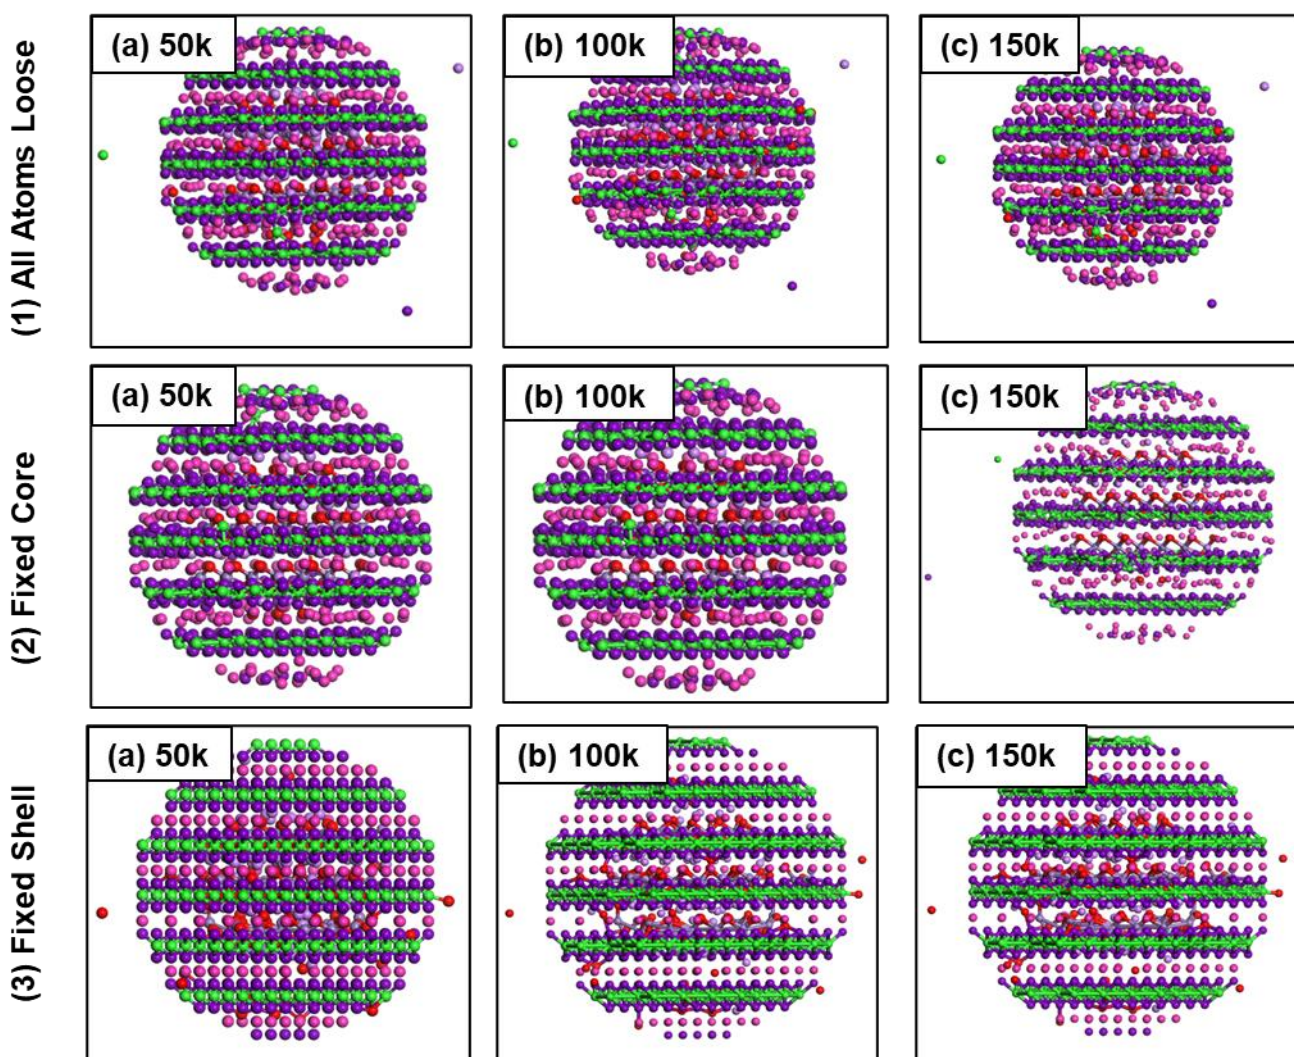 (1) All Atoms Loose
(a) 50k
(b) 100k
(c) 150k
(2) Fixed Core
(a) 50k
(b) 100k
(c) 150k
(3) Fixed Shell
(a) 50k
(b) 100k
(c) 150k